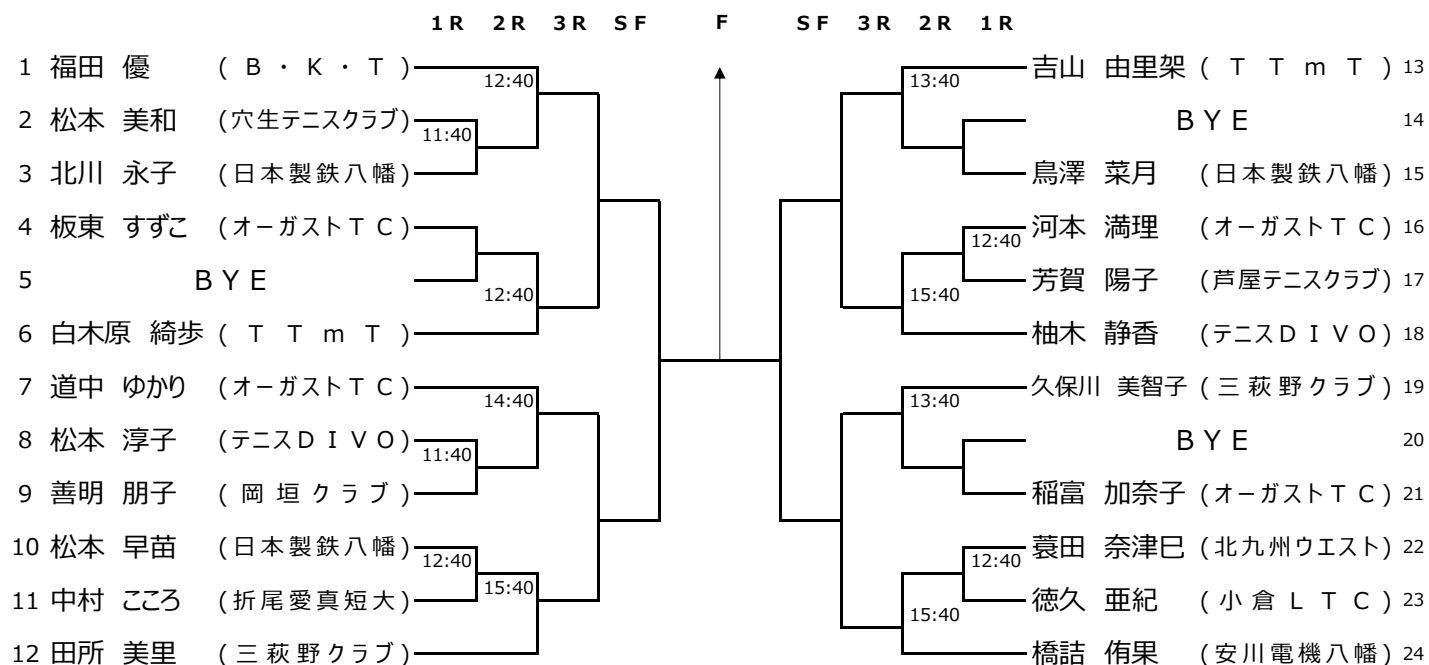 1R 2R 3R SF F SF 3R 2R 1R
1 福田 優 (B・K・T) 12:40 13:40 吉山 由里架 (TTmT) 13
2 松本 美和 (穴生テニスクラブ) 11:40 BYE 14
3 北川 永子 (日本製鉄八幡) 鳥澤 菜月 (日本製鉄八幡) 15
4 板東 すずこ (オーガストTC) 12:40 河本 満理 (オーガストTC) 16
5 BYE 12:40 15:40 芳賀 陽子 (芦屋テニスクラブ) 17
6 白木原 綺歩 (TTmT) 柚木 静香 (テニスDIVO) 18
7 道中 ゆかり (オーガストTC) 14:40 13:40 久保川 美智子 (三萩野クラブ) 19
8 松本 淳子 (テニスDIVO) 11:40 BYE 20
9 善明 朋子 (岡垣クラブ) 稲富 加奈子 (オーガストTC) 21
10 松本 早苗 (日本製鉄八幡) 12:40 12:40 蓑田 奈津巳 (北九州ウエスト) 22
11 中村 こころ (折尾愛真短大) 15:40 15:40 徳久 亜紀 (小倉LTC) 23
12 田所 美里 (三萩野クラブ) 橋詰 侑果 (安川電機八幡) 24